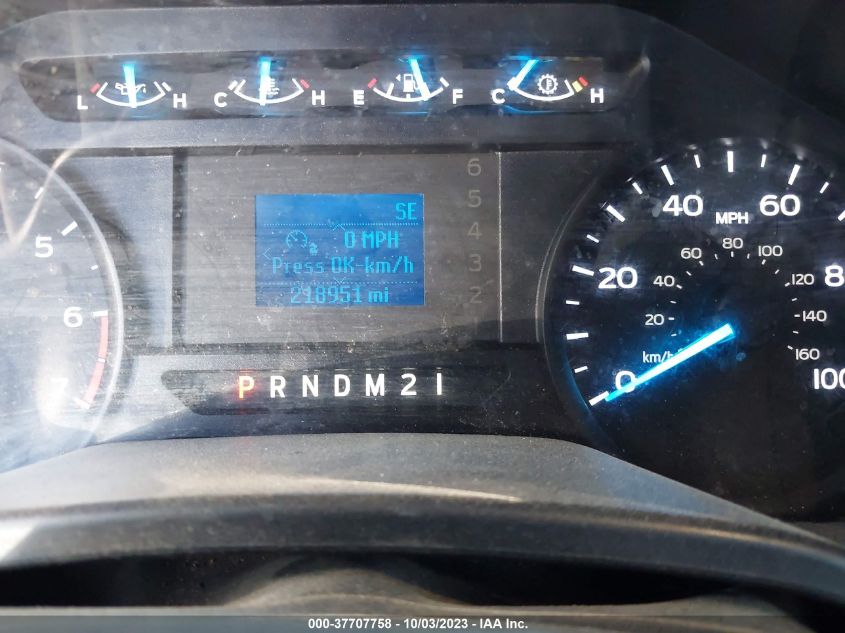 L H C H E F C H
6
5
4
3
2
SE
0 MPH
Press OK-km/h
218951 mi
P R N D M 2 1
5
6
7
0 20 40 60 8 100
MPH
km/h
20 40 60 80 100 120 140 160
000-37707758 - 10/03/2023 - IAA Inc.